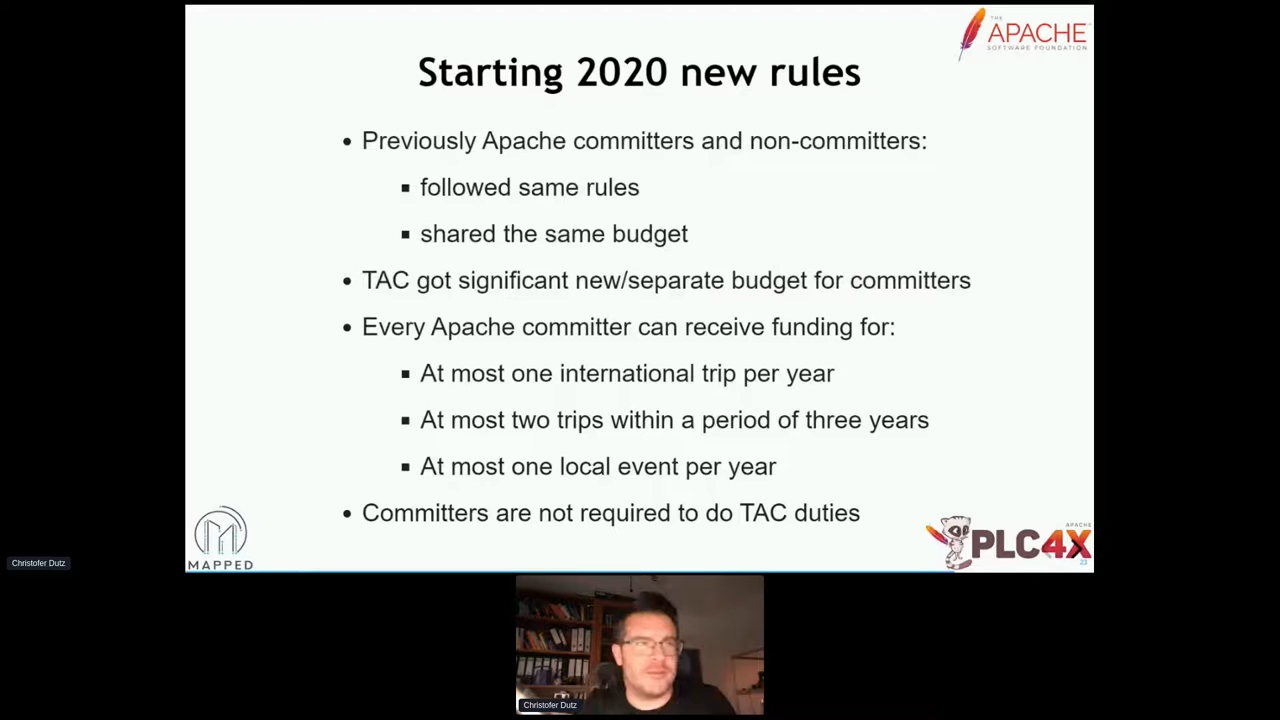 THE
APACHE
SOFTWARE FOUNDATION
Starting 2020 new rules
Previously Apache committers and non-committers:
followed same rules
shared the same budget
TAC got significant new/separate budget for committers
Every Apache committer can receive funding for:
At most one international trip per year
At most two trips within a period of three years
At most one local event per year
Committers are not required to do TAC duties
MAPPED
APACHE
PLC4X
23
Christofer Dutz
Christofer Dutz